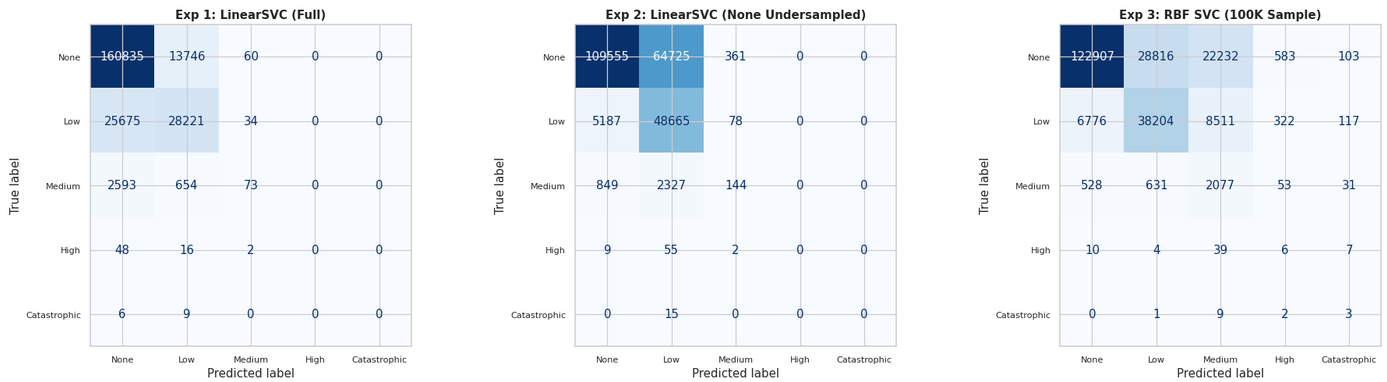 Exp 1: LinearSVC (Full)
None 160835 13746 60 0 0
Low 25675 28221 34 0 0
Medium 2593 654 73 0 0
High 48 16 2 0 0
Catastrophic 6 9 0 0 0
None Low Medium High Catastrophic
Predicted label
True label
Exp 2: LinearSVC (None Undersampled)
None 109555 64725 361 0 0
Low 5187 48665 78 0 0
Medium 849 2327 144 0 0
High 9 55 2 0 0
Catastrophic 0 15 0 0 0
None Low Medium High Catastrophic
Predicted label
True label
Exp 3: RBF SVC (100K Sample)
None 122907 28816 22232 583 103
Low 6776 38204 8511 322 117
Medium 528 631 2077 53 31
High 10 4 39 6 7
Catastrophic 0 1 9 2 3
None Low Medium High Catastrophic
Predicted label
True label